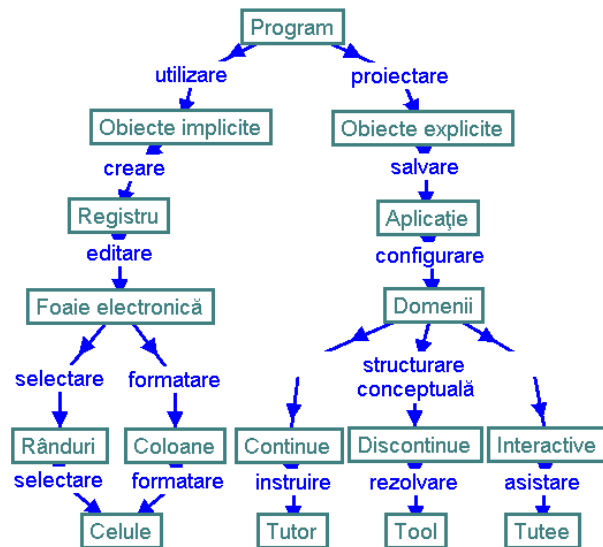 Program
utilizare
proiectare
Obiecte implicite
Obiecte explicite
creare
salvare
Registru
Aplicaţie
editare
configurare
Foaie electronică
Domenii
selectare
formatare
structurare
conceptuală
Rânduri
Coloane
Continue
Discontinue
Interactive
selectare
formatare
instruire
rezolvare
asistare
Celule
Tutor
Tool
Tutee